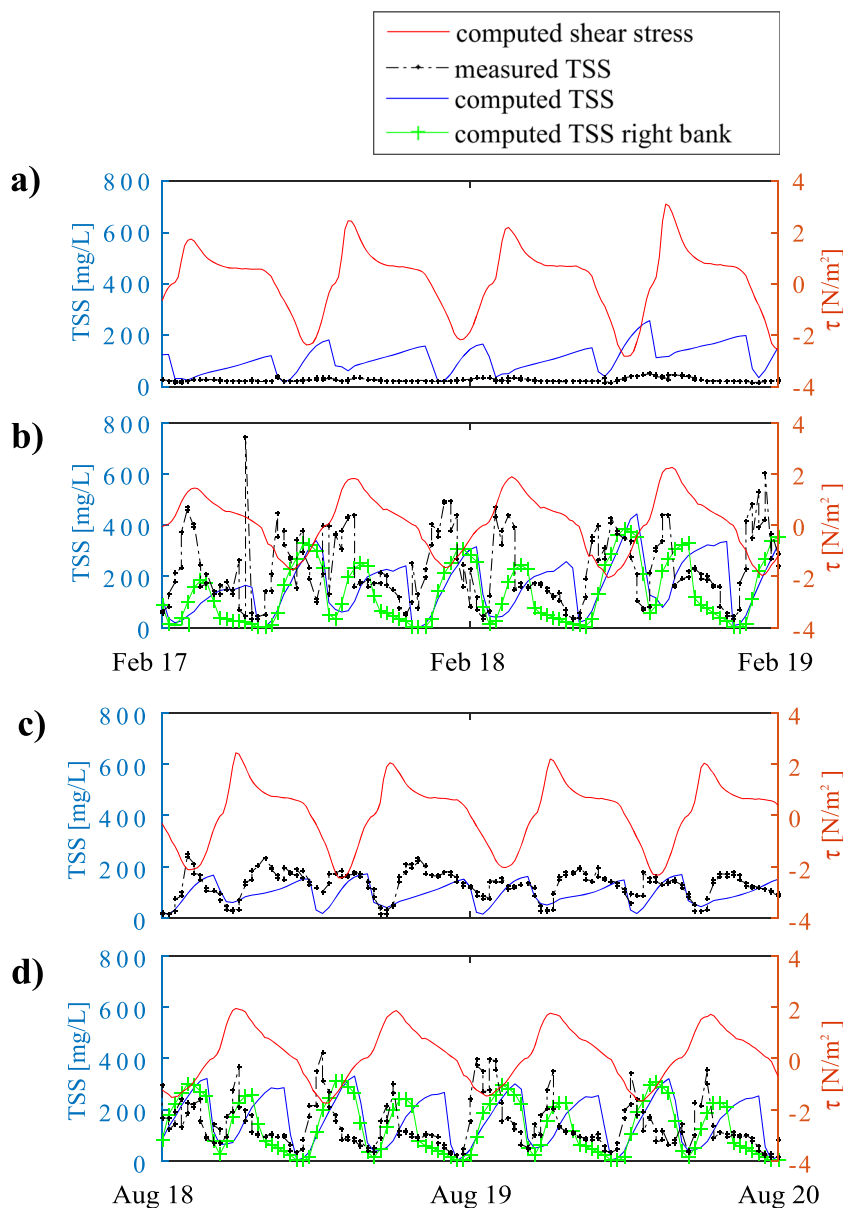 computed shear stress
measured TSS
computed TSS
computed TSS right bank
a)
800
600
400
200
0
TSS [mg/L]
4
2
0
-2
-4
τ [N/m²]
b)
800
600
400
200
0
TSS [mg/L]
4
2
0
-2
-4
τ [N/m²]
Feb 17
Feb 18
Feb 19
c)
800
600
400
200
0
TSS [mg/L]
4
2
0
-2
-4
τ [N/m²]
d)
800
600
400
200
0
TSS [mg/L]
4
2
0
-2
-4
τ [N/m²]
Aug 18
Aug 19
Aug 20